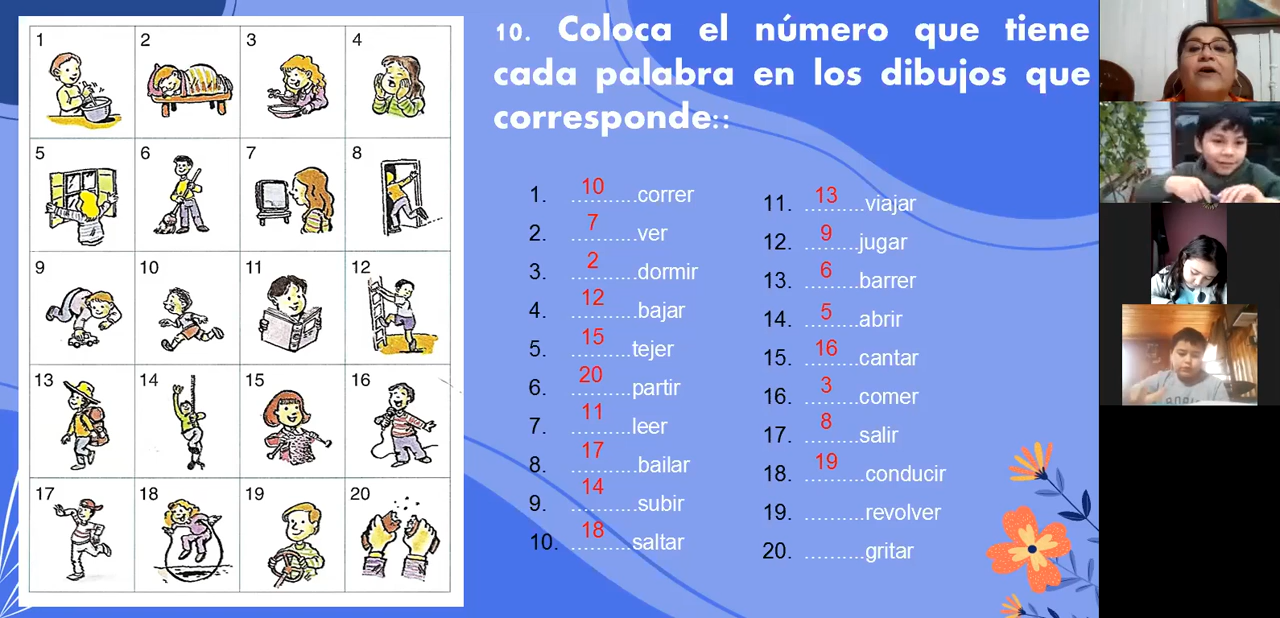 1 2 3 4
5 6 7 8
9 10 11 12
13 14 15 16
17 18 19 20
10. Coloca el número que tiene
cada palabra en los dibujos que
corresponde::
1. 10 ...........correr
2. 7 ...........ver
3. 2 ...........dormir
4. 12 ...........bajar
5. 15 ..........tejer
6. 20 ..........partir
7. 11 ..........leer
8. 17 ...........bailar
9. 14 ...........subir
10. 18 ..........saltar
11. 13 ..........viajar
12. 9 .........jugar
13. 6 .........barrer
14. 5 .........abrir
15. 16 .........cantar
16. 3 .........comer
17. 8 .........salir
18. 19 ..........conducir
19. ..........revolver
20. ..........gritar